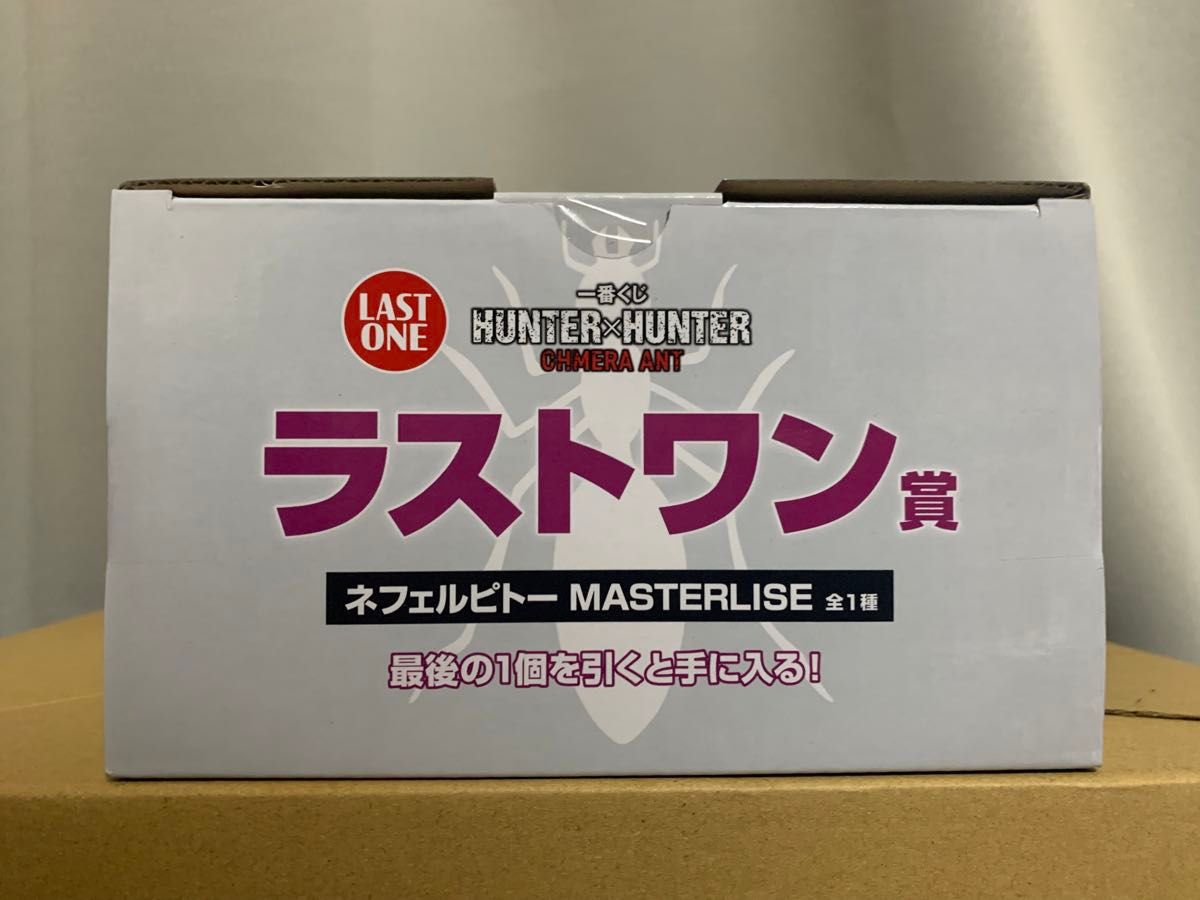 LAST
ONE
一番くじ
HUNTER×HUNTER
CHMERA ANT
ラストワン賞
ネフェルピトー MASTERLISE 全1種
最後の1個を引くと手に入る!